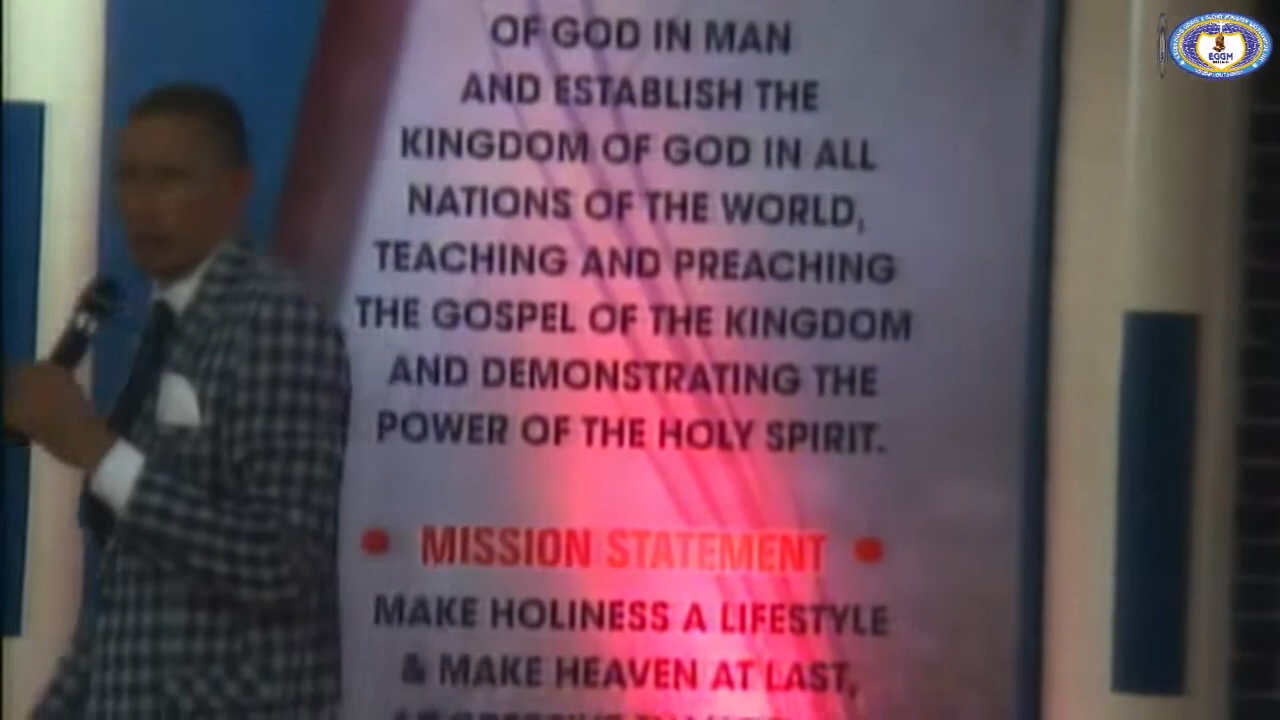 OF GOD IN MAN
AND ESTABLISH THE
KINGDOM OF GOD IN ALL
NATIONS OF THE WORLD,
TEACHING AND PREACHING
THE GOSPEL OF THE KINGDOM
AND DEMONSTRATING THE
POWER OF THE HOLY SPIRIT.
• MISSION STATEMENT •
MAKE HOLINESS A LIFESTYLE
& MAKE HEAVEN AT LAST,
EGGM